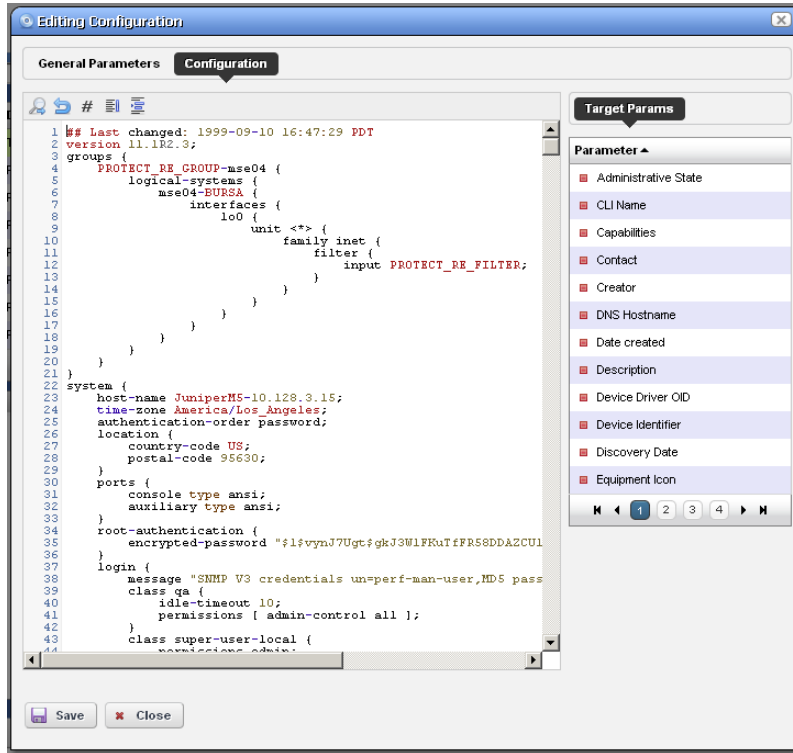 Editing Configuration
General Parameters Configuration
#
1 ## Last changed: 1999-09-10 16:47:29 PDT
2 version 11.1R2.3;
3 groups {
4 PROTECT_RE_GROUP-mse04 {
5 logical-systems {
6 mse04-BURSA {
7 interfaces {
8 lo0 {
9 unit <*> {
10 family inet {
11 filter {
12 input PROTECT_RE_FILTER;
13 }
14 }
15 }
16 }
17 }
18 }
19 }
20 }
21 }
22 system {
23 host-name JuniperM5-10.128.3.15;
24 time-zone America/Los_Angeles;
25 authentication-order password;
26 location {
27 country-code US;
28 postal-code 95630;
29 }
30 ports {
31 console type ansi;
32 auxiliary type ansi;
33 }
34 root-authentication {
35 encrypted-password "$1$vynJ7Ugt$gkJ3W1FKuTfFR58DDAZCU1
36 }
37 login {
38 message "SNMP V3 credentials un=perf-man-user,MD5 pass
39 class qa {
40 idle-timeout 10;
41 permissions [ admin-control all ];
42 }
43 class super-user-local {
44 permissions admin;
Target Params
Parameter
Administrative State
CLI Name
Capabilities
Contact
Creator
DNS Hostname
Date created
Description
Device Driver OID
Device Identifier
Discovery Date
Equipment Icon
1 2 3 4
Save Close